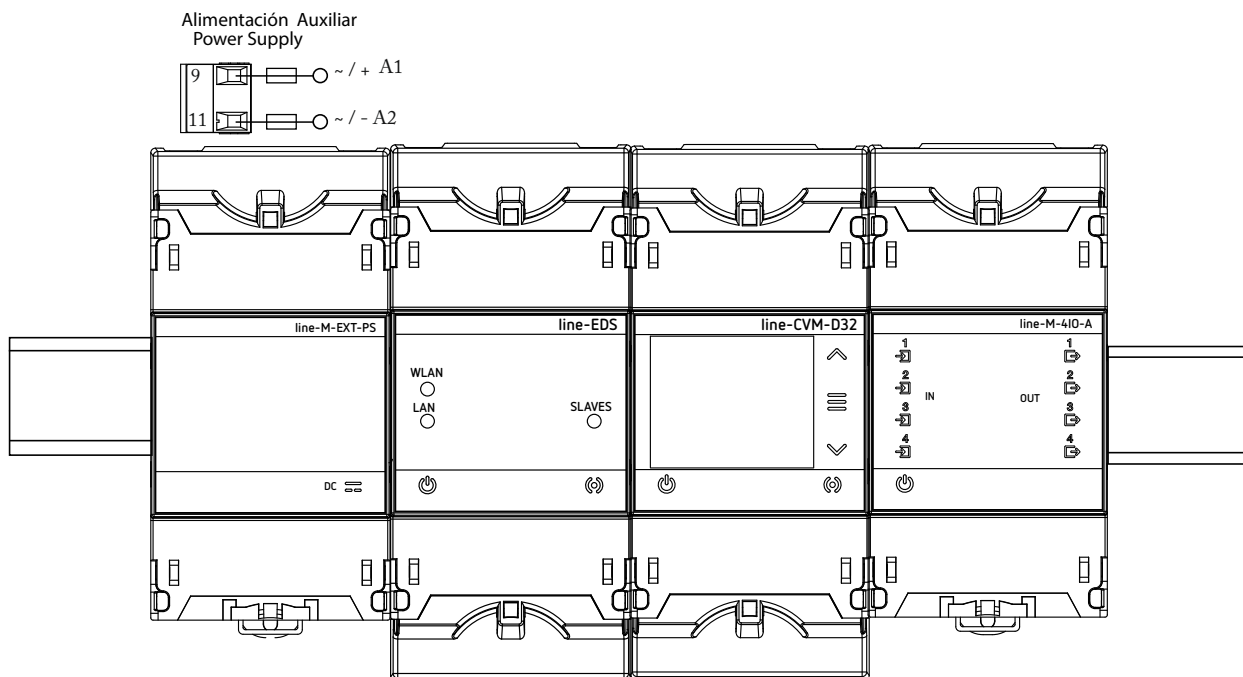 Alimentación Auxiliar
Power Supply
9 ~ / + A1
11 ~ / - A2
line-M-EXT-PS
DC
line-EDS
WLAN
LAN
SLAVES
line-CVM-D32
line-M-4IO-A
1 1
2 2
IN OUT
3 3
4 4